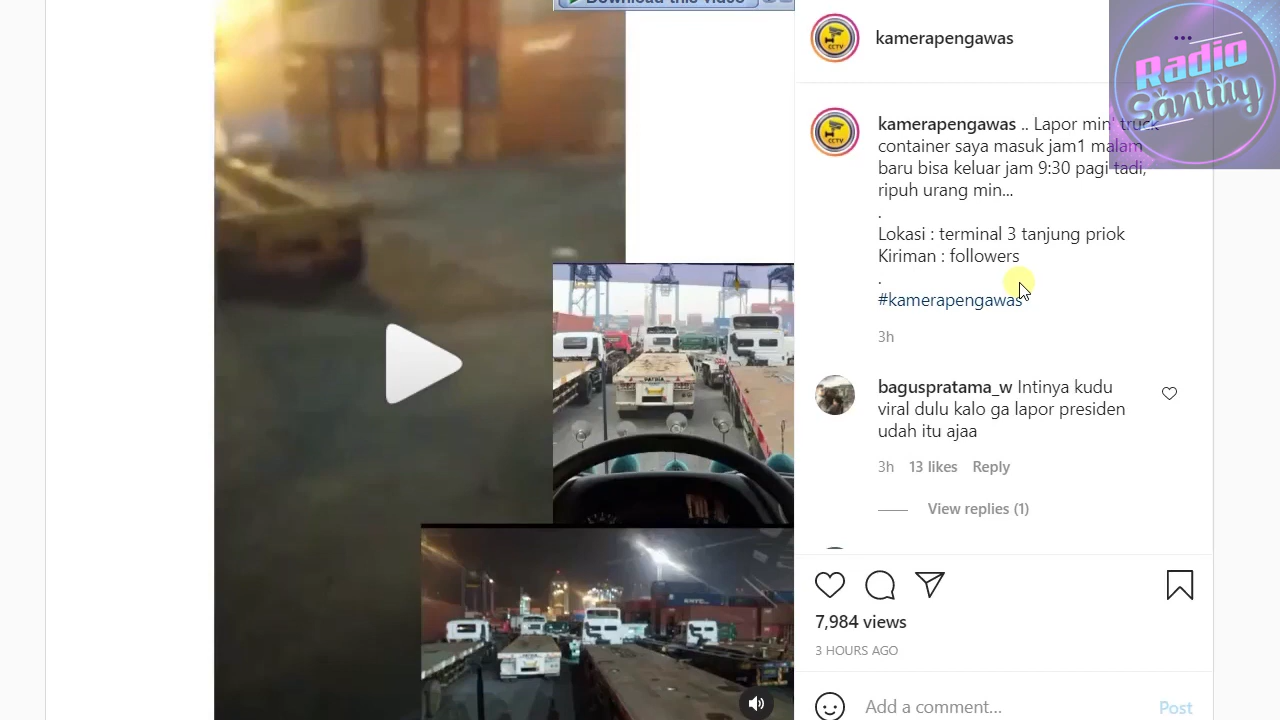 Download this video
kamerapengawas
Radio
Santuy
CCTV
kamerapengawas .. Lapor min' truck
container saya masuk jam1 malam
baru bisa keluar jam 9:30 pagi tadi,
ripuh urang min...
.
Lokasi : terminal 3 tanjung priok
Kiriman : followers
.
#kamerapengawas
3h
CCTV
baguspratama_w Intinya kudu
viral dulu kalo ga lapor presiden
udah itu ajaa
3h 13 likes Reply
View replies (1)
7,984 views
3 HOURS AGO
Add a comment...
Post